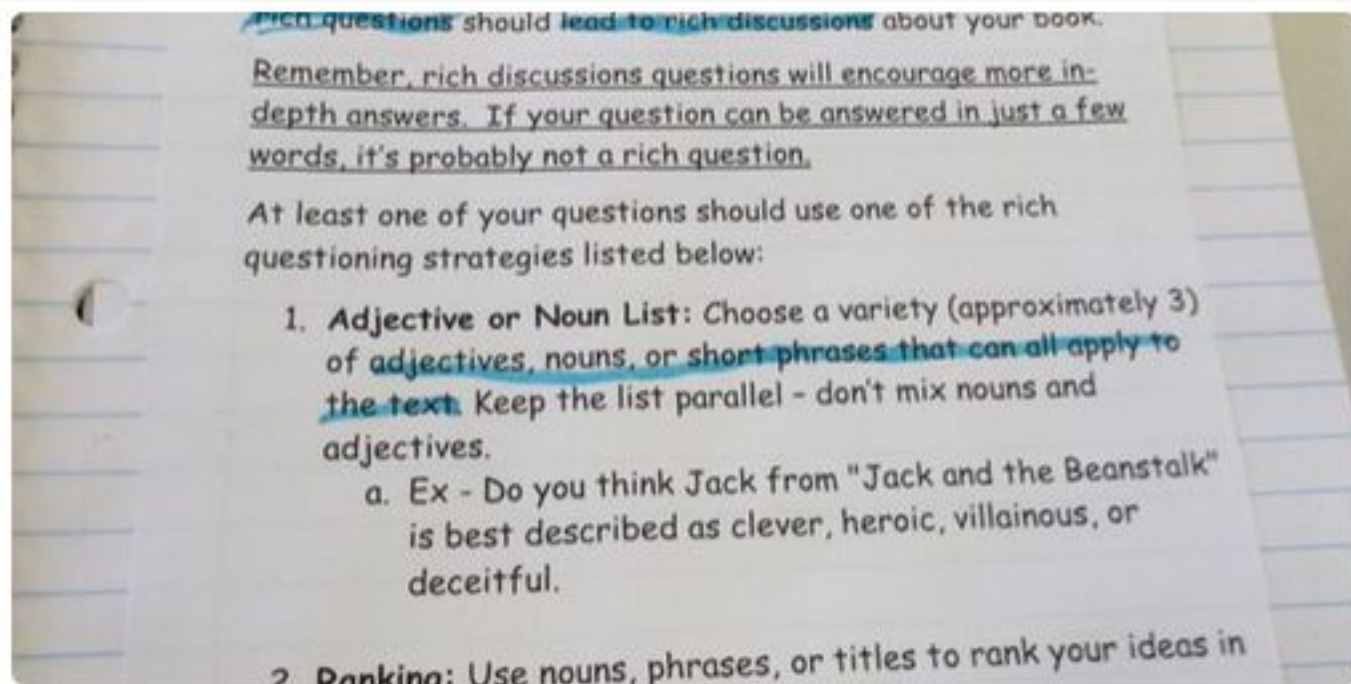 rich questions should lead to rich discussions about your book.
Remember, rich discussions questions will encourage more in-
depth answers. If your question can be answered in just a few
words, it's probably not a rich question.
At least one of your questions should use one of the rich
questioning strategies listed below:
1. Adjective or Noun List: Choose a variety (approximately 3)
of adjectives, nouns, or short phrases that can all apply to
the text. Keep the list parallel - don't mix nouns and
adjectives.
a. Ex - Do you think Jack from "Jack and the Beanstalk"
is best described as clever, heroic, villainous, or
deceitful.
2. Ranking: Use nouns, phrases, or titles to rank your ideas in